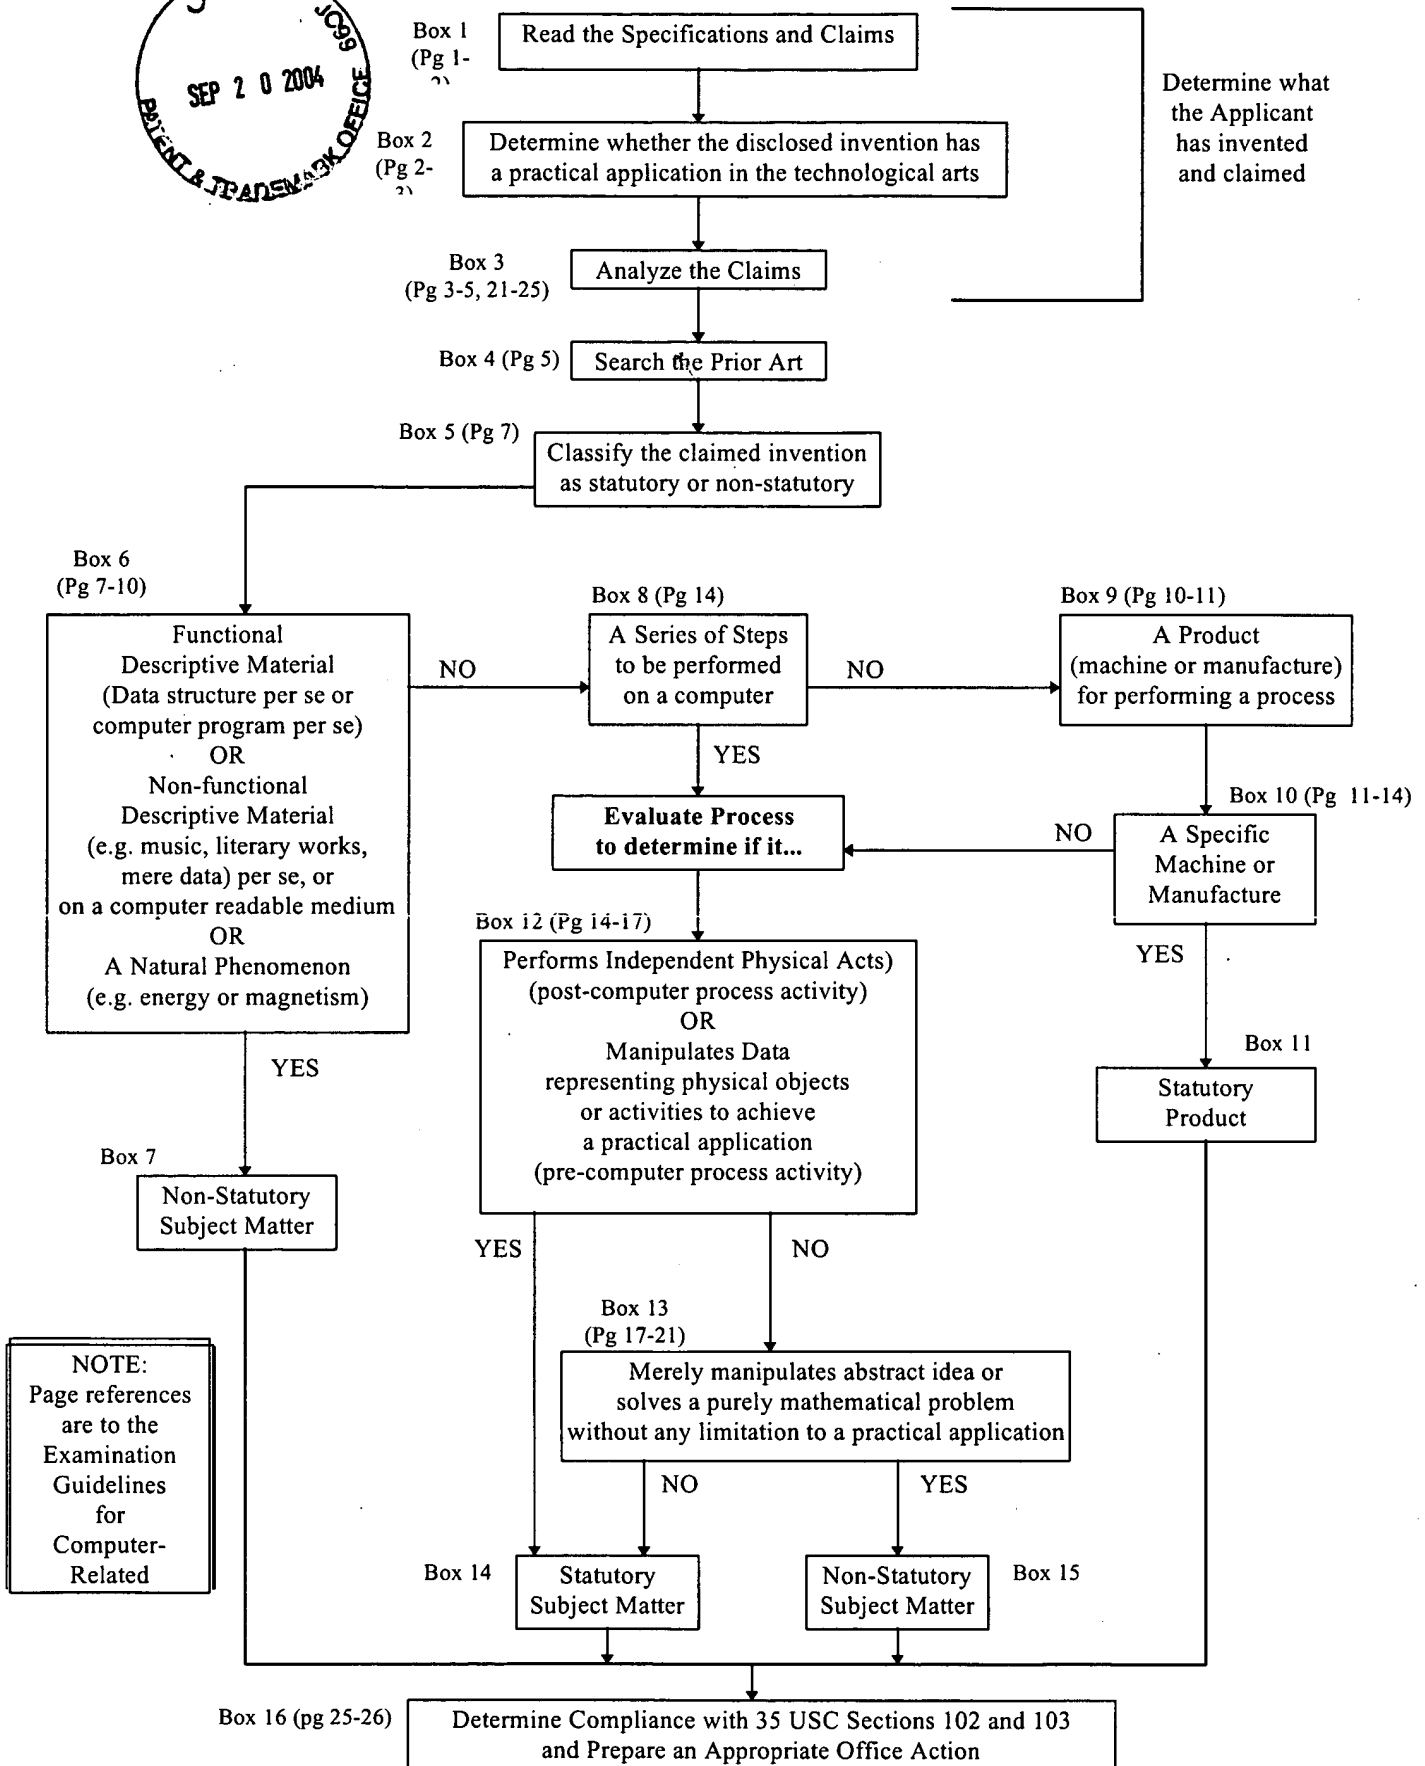 JC99
SEP 2 0 2004
PATENT & TRADEMARK OFFICE
Box 1
(Pg 1-
Read the Specifications and Claims
Determine what
the Applicant
has invented
and claimed
Box 2
(Pg 2-
Determine whether the disclosed invention has
a practical application in the technological arts
Box 3
(Pg 3-5, 21-25)
Analyze the Claims
Box 4 (Pg 5)
Search the Prior Art
Box 5 (Pg 7)
Classify the claimed invention
as statutory or non-statutory
Box 6
(Pg 7-10)
Functional
Descriptive Material
(Data structure per se or
computer program per se)
OR
Non-functional
Descriptive Material
(e.g. music, literary works,
mere data) per se, or
on a computer readable medium
OR
A Natural Phenomenon
(e.g. energy or magnetism)
NO
Box 8 (Pg 14)
A Series of Steps
to be performed
on a computer
NO
Box 9 (Pg 10-11)
A Product
(machine or manufacture)
for performing a process
YES
Evaluate Process
to determine if it...
NO
Box 10 (Pg 11-14)
A Specific
Machine or
Manufacture
YES
Box 11
Statutory
Product
Box 12 (Pg 14-17)
Performs Independent Physical Acts)
(post-computer process activity)
OR
Manipulates Data
representing physical objects
or activities to achieve
a practical application
(pre-computer process activity)
YES
Box 7
Non-Statutory
Subject Matter
YES
NO
Box 13
(Pg 17-21)
Merely manipulates abstract idea or
solves a purely mathematical problem
without any limitation to a practical application
NOTE:
Page references
are to the
Examination
Guidelines
for
Computer-
Related
NO
YES
Box 14
Statutory
Subject Matter
Non-Statutory
Subject Matter
Box 15
Box 16 (pg 25-26)
Determine Compliance with 35 USC Sections 102 and 103
and Prepare an Appropriate Office Action